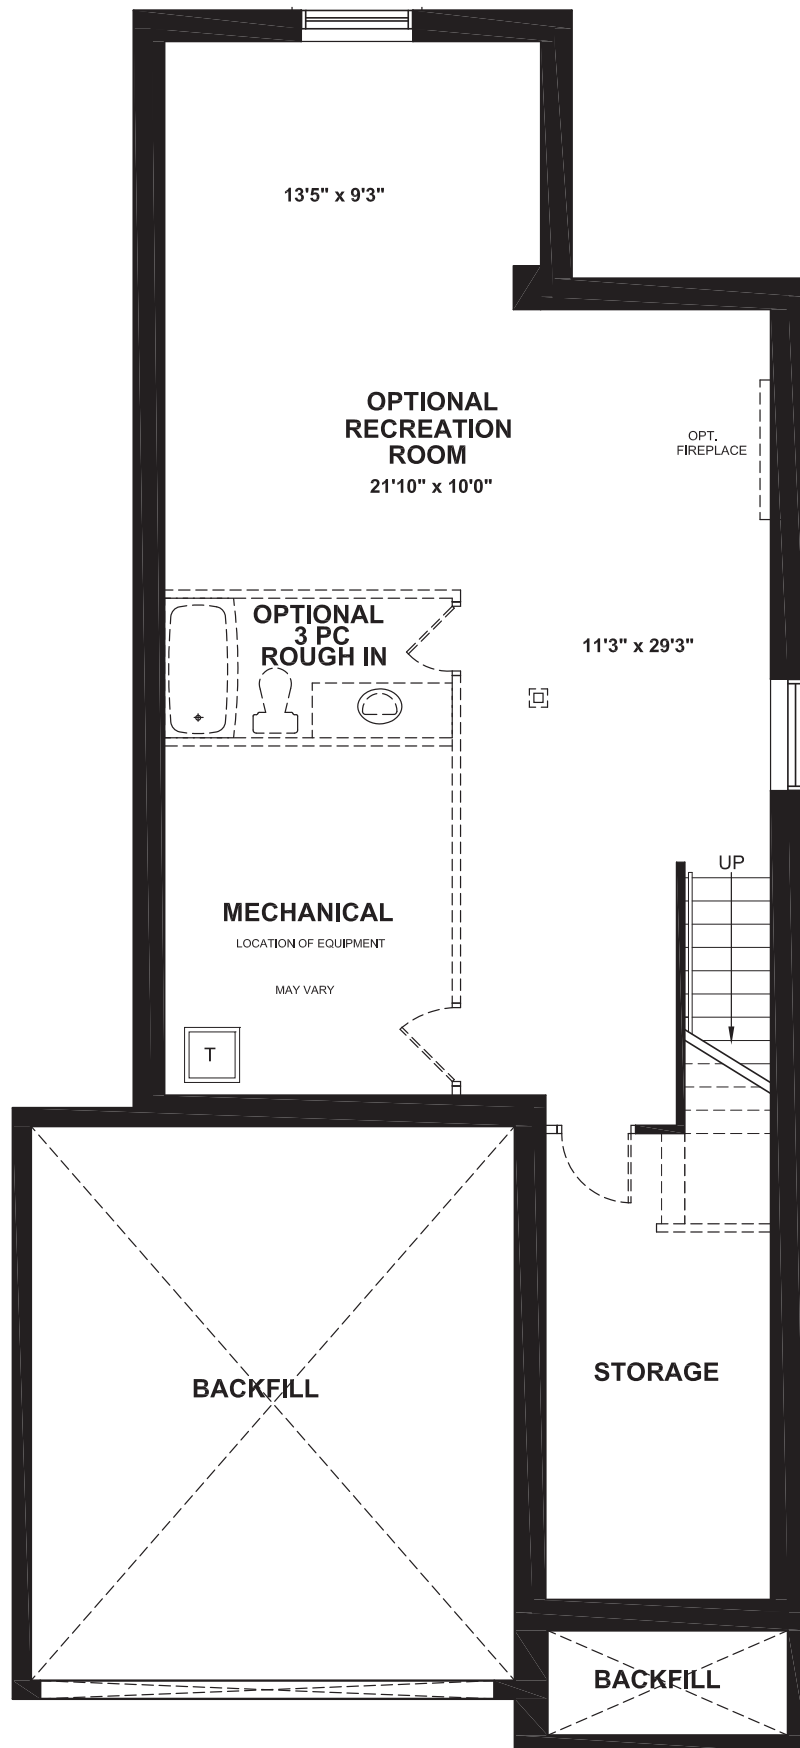 13'5" x 9'3"
OPTIONAL
RECREATION
ROOM
21'10" x 10'0"
OPT.
FIREPLACE
OPTIONAL
3 PC
ROUGH IN
11'3" x 29'3"
UP
MECHANICAL
LOCATION OF EQUIPMENT
MAY VARY
T
STORAGE
BACKFILL
BACKFILL